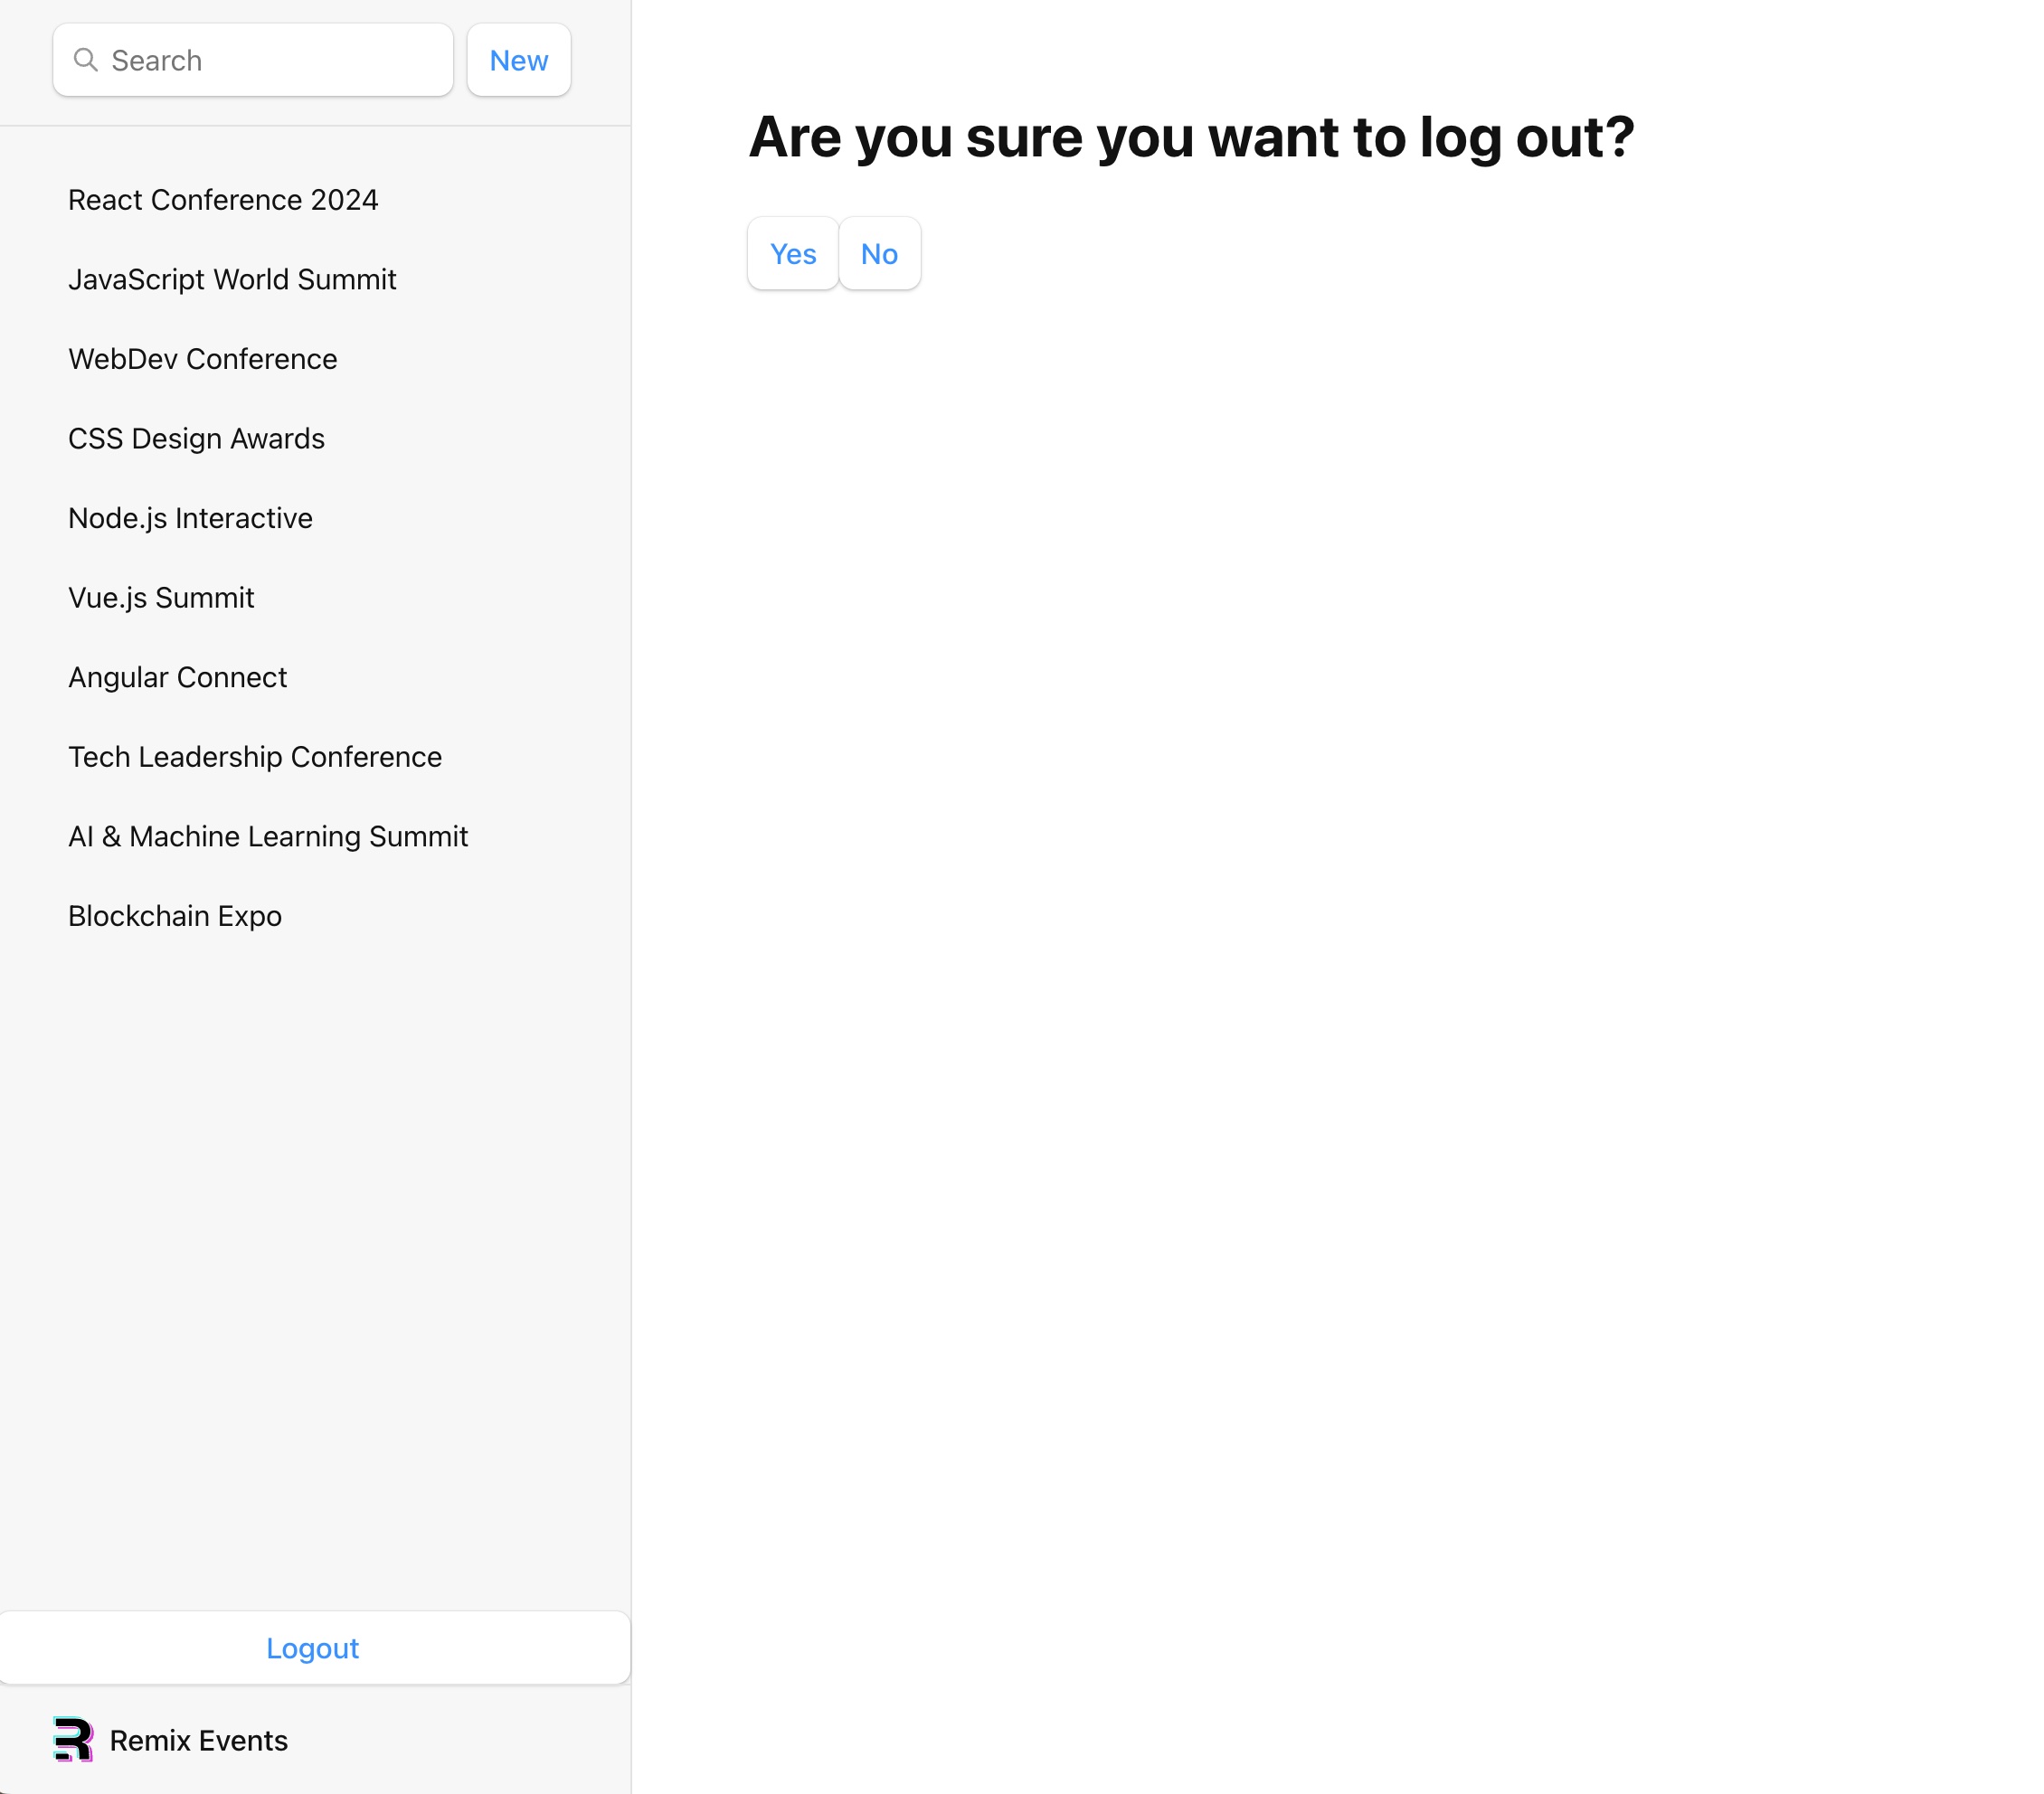 Search
New
React Conference 2024
JavaScript World Summit
WebDev Conference
CSS Design Awards
Node.js Interactive
Vue.js Summit
Angular Connect
Tech Leadership Conference
AI & Machine Learning Summit
Blockchain Expo
Logout
Remix Events
Are you sure you want to log out?
Yes No